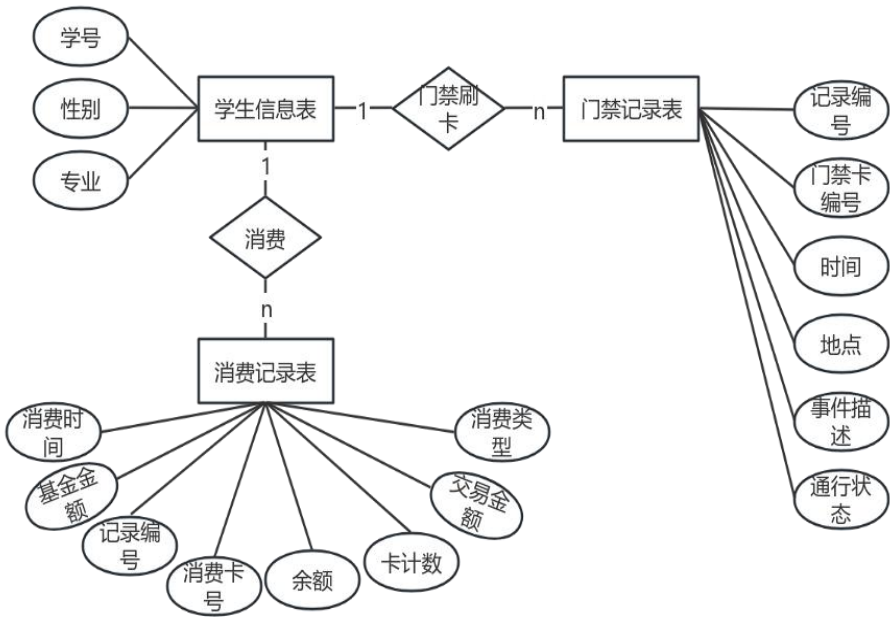 学号
性别
专业
学生信息表
1
门禁刷
卡
n
门禁记录表
记录编
号
门禁卡
编号
时间
地点
事件描
述
通行状
态
1
消费
n
消费记录表
消费时
间
基金金
额
记录编
号
消费卡
号
余额
卡计数
交易金
额
消费类
型